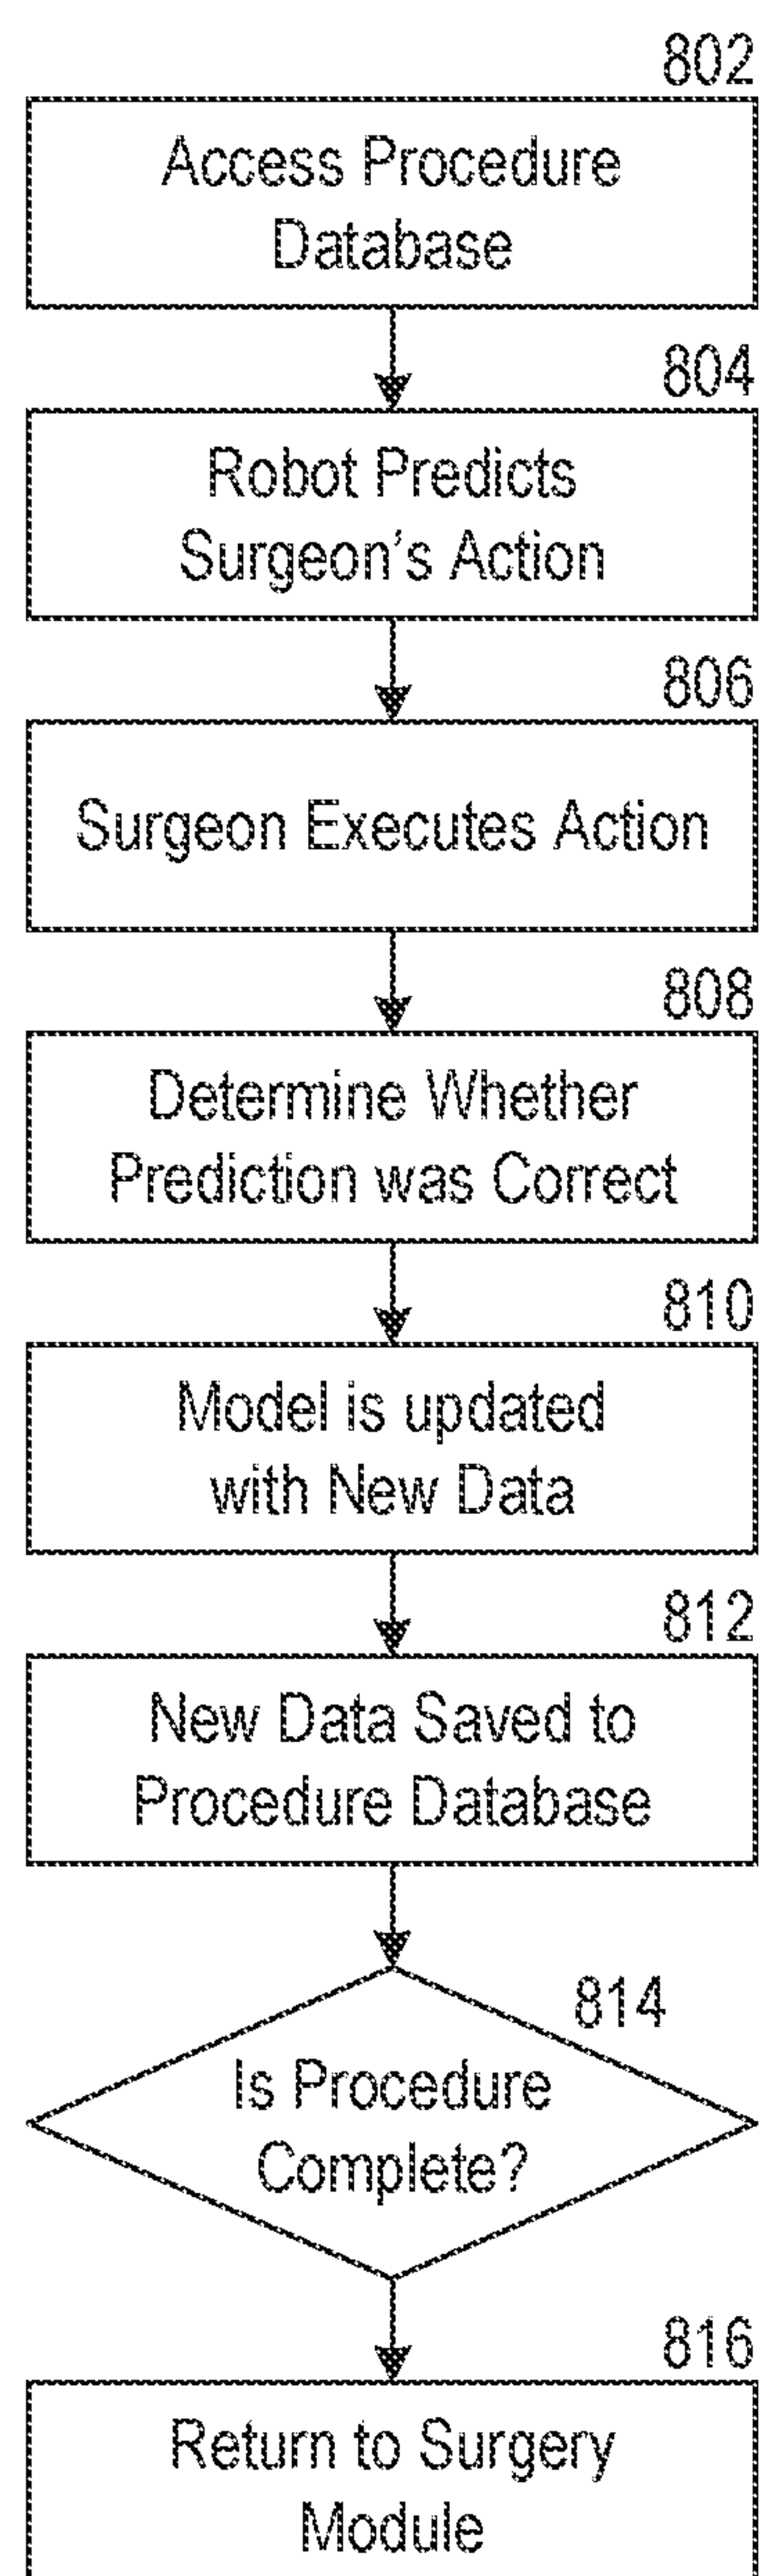 802
Access Procedure
Database
804
Robot Predicts
Surgeon's Action
806
Surgeon Executes Action
808
Determine Whether
Prediction was Correct
810
Model is updated
with New Data
812
New Data Saved to
Procedure Database
814
Is Procedure
Complete?
816
Return to Surgery
Module